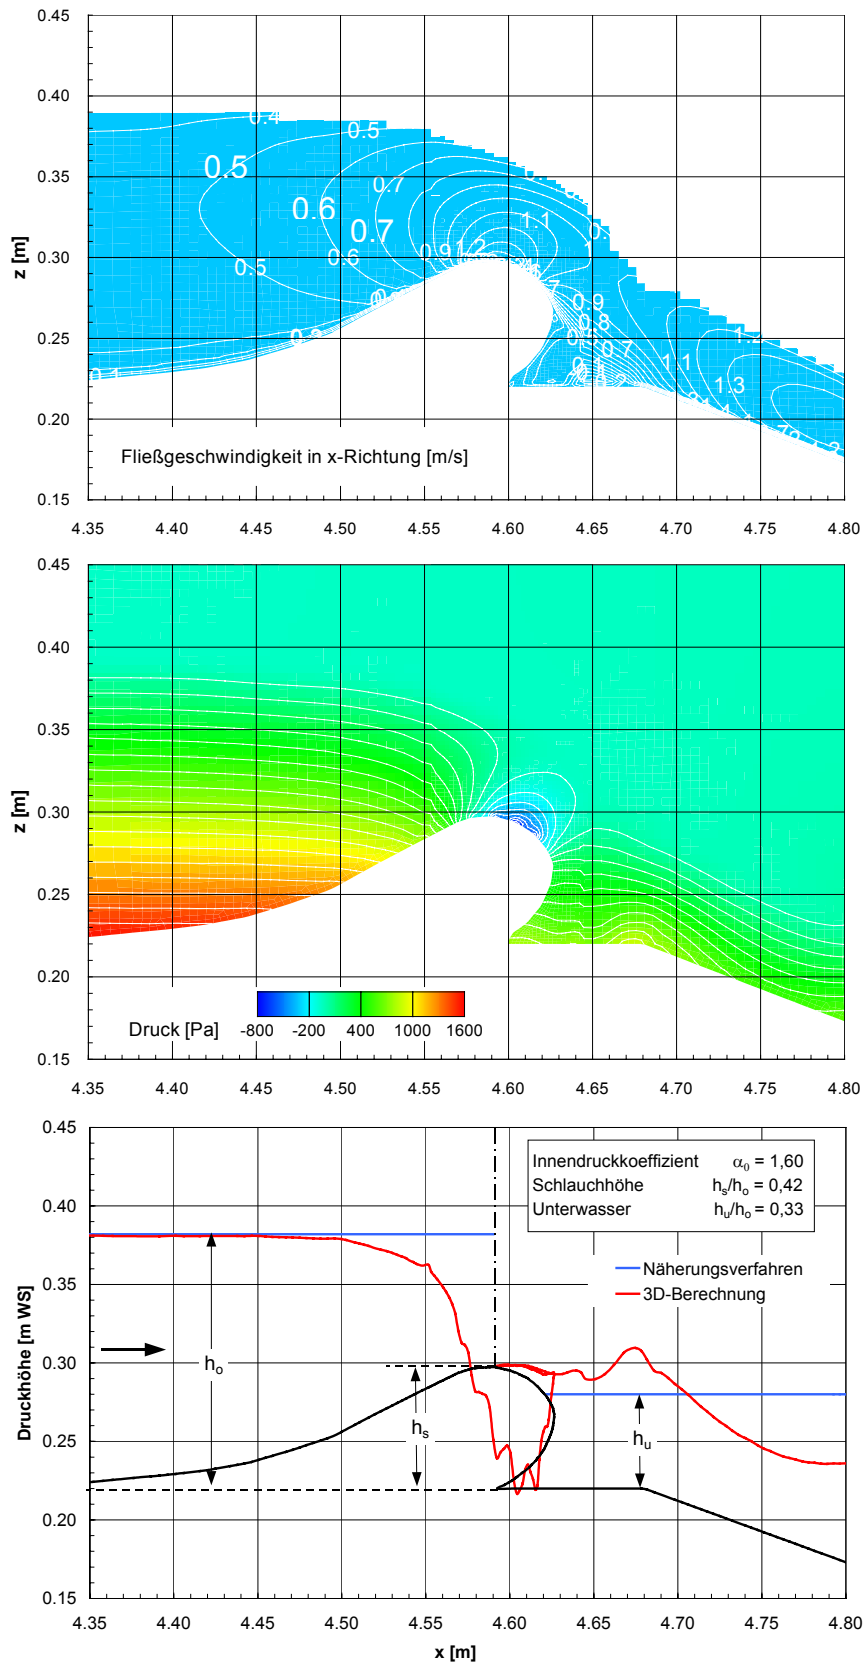 0.45
0.40
0.35
0.30
0.25
0.20
0.15
z [m]
0.4
0.5
0.5
0.7
0.6
0.7
0.6
0.5
0.9
1.2
1.1
1
0.9
0.8
0.7
1.1
1.3
0.1
Fließgeschwindigkeit in x-Richtung [m/s]
4.35 4.40 4.45 4.50 4.55 4.60 4.65 4.70 4.75 4.80
0.45
0.40
0.35
0.30
0.25
0.20
0.15
z [m]
Druck [Pa]
-800 -200 400 1000 1600
4.35 4.40 4.45 4.50 4.55 4.60 4.65 4.70 4.75 4.80
0.45
0.40
0.35
0.30
0.25
0.20
0.15
Druckhöhe [m WS]
Innendruckkoeffizient α₀ = 1,60
Schlauchhöhe hs/ho = 0,42
Unterwasser hu/ho = 0,33
Näherungsverfahren
3D-Berechnung
ho
hs
hu
4.35 4.40 4.45 4.50 4.55 4.60 4.65 4.70 4.75 4.80
x [m]